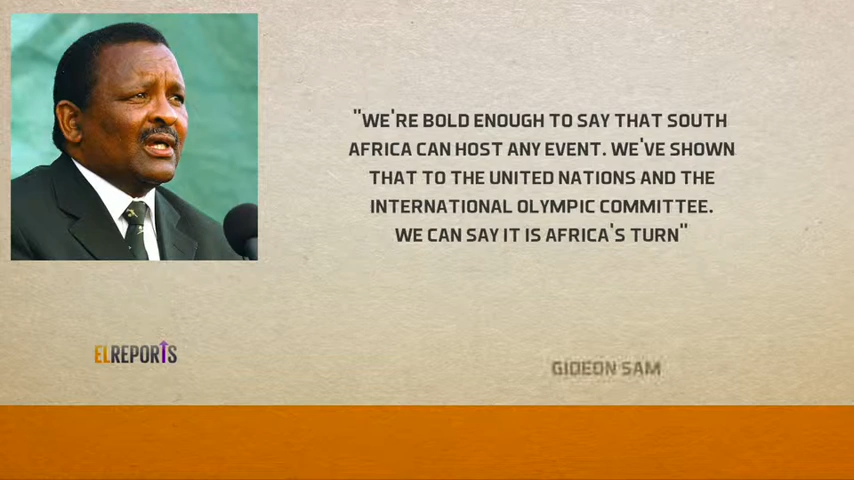 "WE'RE BOLD ENOUGH TO SAY THAT SOUTH
AFRICA CAN HOST ANY EVENT. WE'VE SHOWN
THAT TO THE UNITED NATIONS AND THE
INTERNATIONAL OLYMPIC COMMITTEE.
WE CAN SAY IT IS AFRICA'S TURN"
ELREPORTS
GIDEON SAM